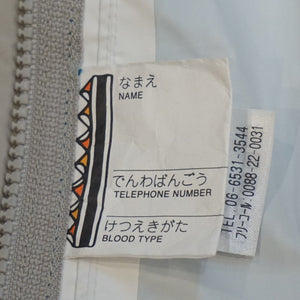 なまえ
NAME
でんわばんごう
TELEPHONE NUMBER
けつえきがた
BLOOD TYPE
TEL. 06-6531-3544
フリーコール 0088-22-0031